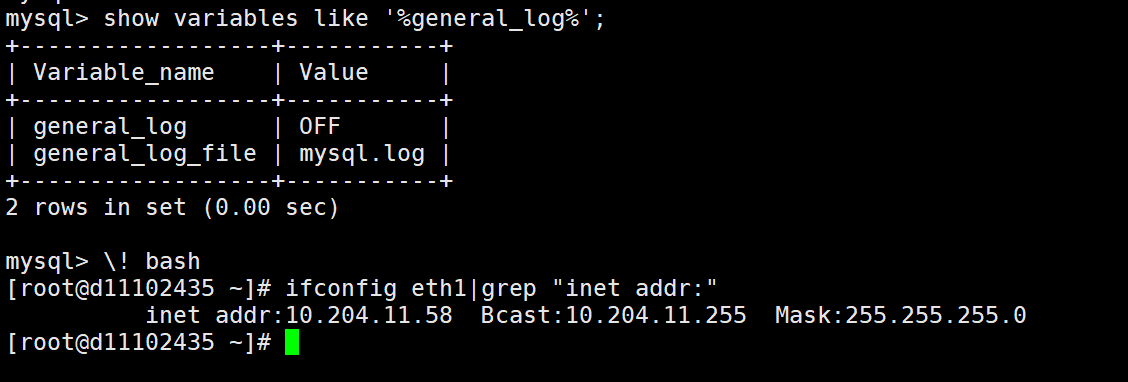 mysql> show variables like '%general_log%';
+------------------+-----------+
| Variable_name    | Value     |
+------------------+-----------+
| general_log      | OFF       |
| general_log_file | mysql.log |
+------------------+-----------+
2 rows in set (0.00 sec)
mysql> \! bash
[root@d11102435 ~]# ifconfig eth1|grep "inet addr:"
          inet addr:10.204.11.58  Bcast:10.204.11.255  Mask:255.255.255.0
[root@d11102435 ~]#